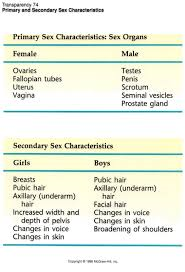 Transparency 74
Primary and Secondary Sex Characteristics
Primary Sex Characteristics: Sex Organs
Female Male
Ovaries Testes
Fallopian tubes Penis
Uterus Scrotum
Vagina Seminal vesicles
Prostate gland
Secondary Sex Characteristics
Girls Boys
Breasts Pubic hair
Pubic hair Axillary (underarm)
Axillary (underarm) hair
hair Facial hair
Increased width and Changes in voice
depth of pelvis Changes in skin
Changes in voice Broadening of shoulders
Changes in skin
Copyright © 1998 McGraw-Hill, Inc.